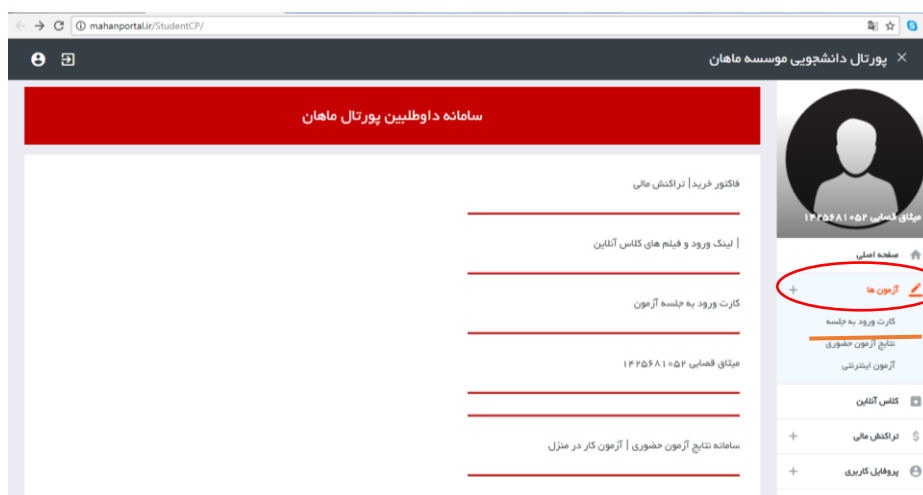 mahanportal.ir/StudentCP/
پورتال دانشجویی موسسه ماهان
سامانه داوطلبین پورتال ماهان
فاکتور خرید| تراکنش مالی
| لینک ورود و فیلم های کلاس آنلاین
کارت ورود به جلسه آزمون
میثاق قصابی ۱۴۲۵۶۸۱۰۵۲
سامانه نتایج آزمون حضوری | آزمون کار در منزل
میثاق قصابی ۱۴۲۵۶۸۱۰۵۲
صفحه اصلی
آزمون ها
کارت ورود به جلسه
نتایج آزمون حضوری
آزمون اینترنتی
کلاس آنلاین
تراکنش مالی
پروفایل کاربری